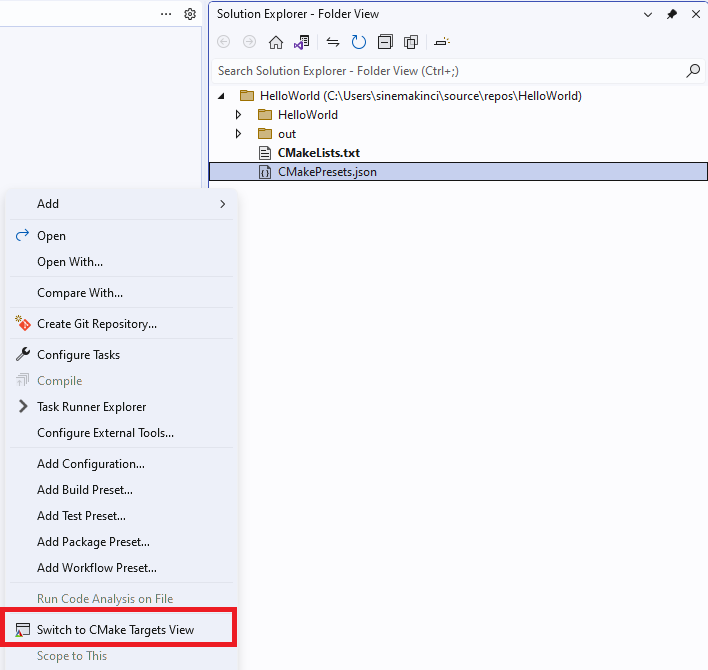 Solution Explorer - Folder View
Search Solution Explorer - Folder View (Ctrl+;)
HelloWorld (C:\Users\sinemakinci\source\repos\HelloWorld)
HelloWorld
out
CMakeLists.txt
CMakePresets.json
Add
Open
Open With...
Compare With...
Create Git Repository...
Configure Tasks
Compile
Task Runner Explorer
Configure External Tools...
Add Configuration...
Add Build Preset...
Add Test Preset...
Add Package Preset...
Add Workflow Preset...
Run Code Analysis on File
Switch to CMake Targets View
Scope to This